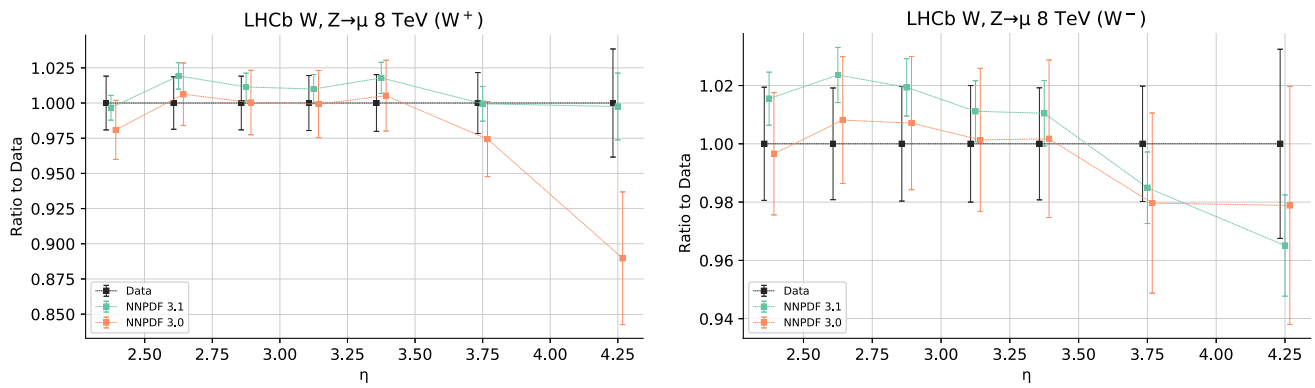 LHCb W, Z→μ 8 TeV (W⁺)
Ratio to Data
1.025
1.000
0.975
0.950
0.925
0.900
0.875
0.850
Data
NNPDF 3.1
NNPDF 3.0
2.50 2.75 3.00 3.25 3.50 3.75 4.00 4.25
η
LHCb W, Z→μ 8 TeV (W⁻)
Ratio to Data
1.02
1.00
0.98
0.96
0.94
Data
NNPDF 3.1
NNPDF 3.0
2.50 2.75 3.00 3.25 3.50 3.75 4.00 4.25
η